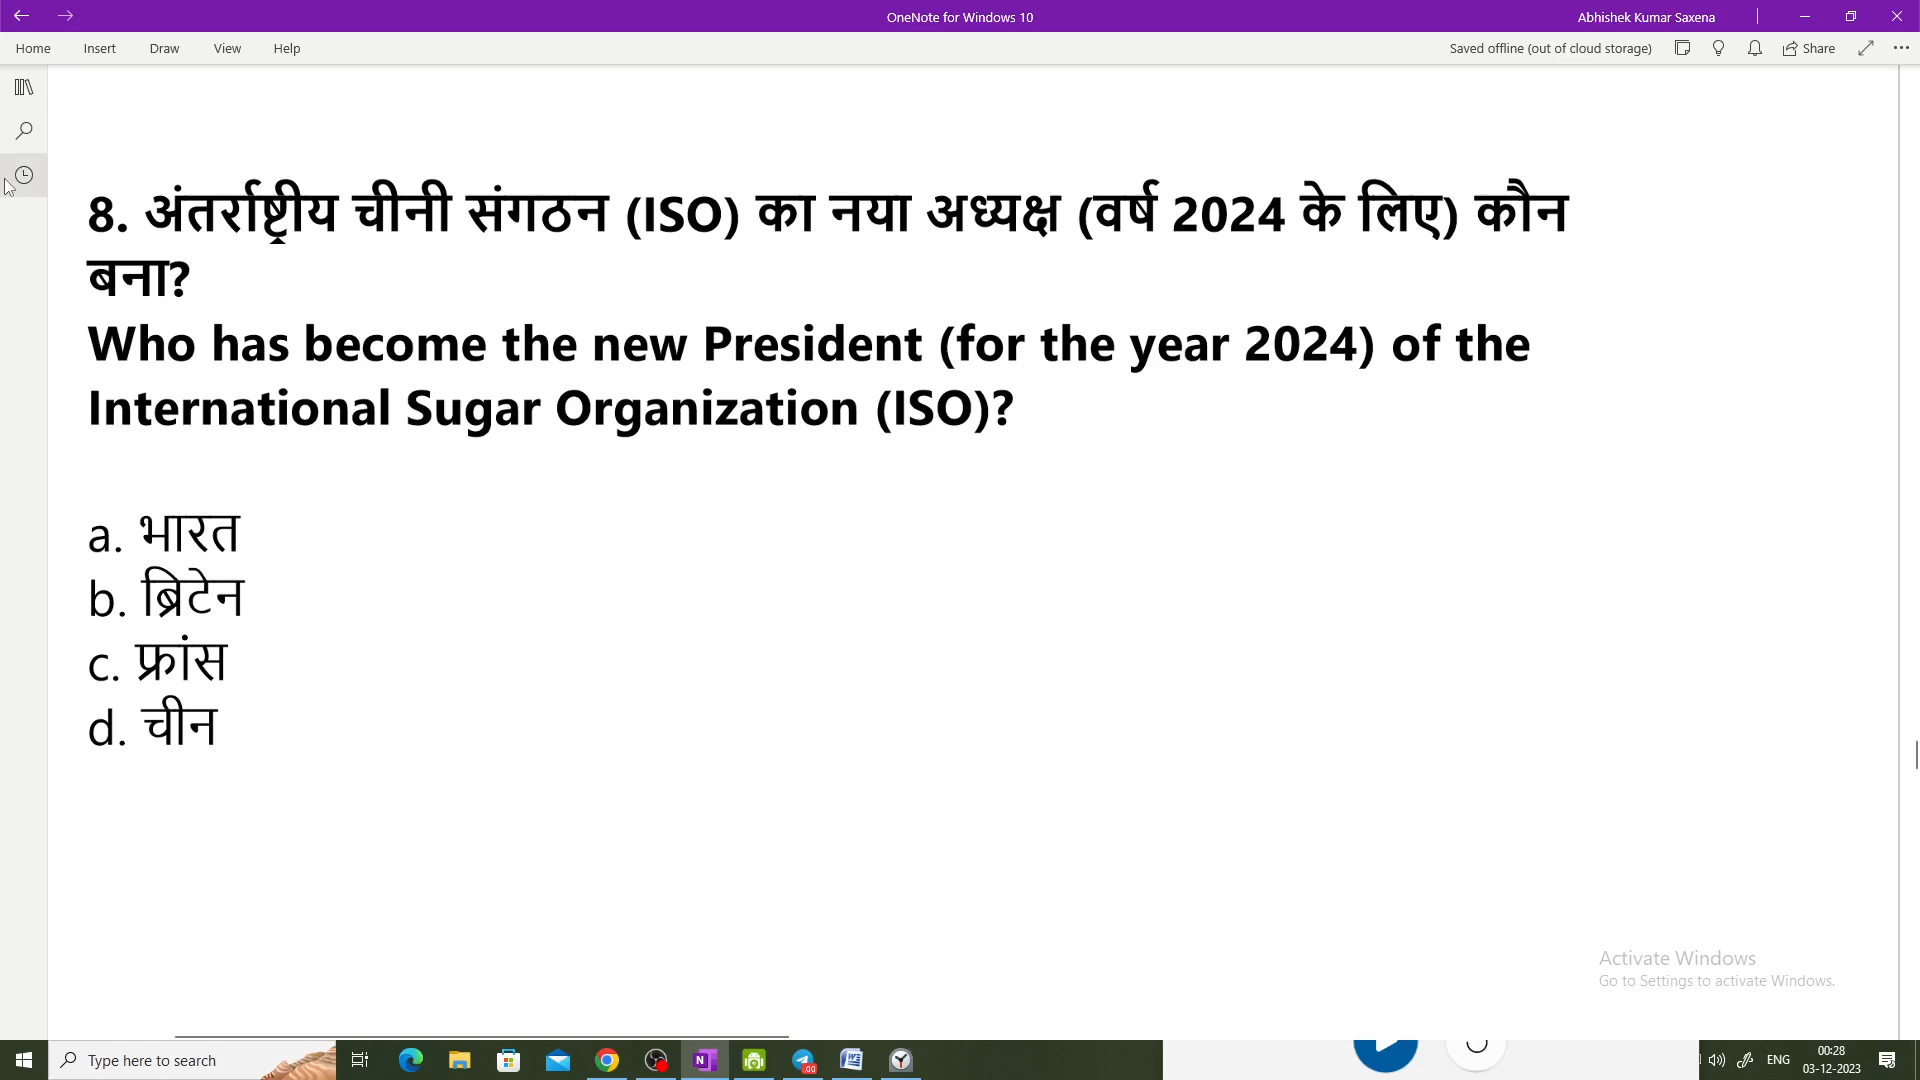 OneNote for Windows 10
Abhishek Kumar Saxena
Home Insert Draw View Help
Saved offline (out of cloud storage) Share
8. अंतर्राष्ट्रीय चीनी संगठन (ISO) का नया अध्यक्ष (वर्ष 2024 के लिए) कौन
बना?
Who has become the new President (for the year 2024) of the
International Sugar Organization (ISO)?
a. भारत
b. ब्रिटेन
c. फ्रांस
d. चीन
Activate Windows
Go to Settings to activate Windows.
Type here to search
ENG
00:28
03-12-2023